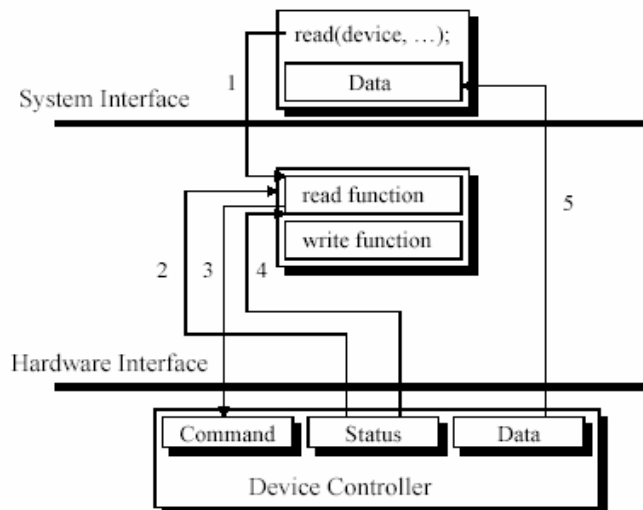 read(device, …);
1
Data
System Interface
read function
5
write function
2
3
4
Hardware Interface
Command
Status
Data
Device Controller